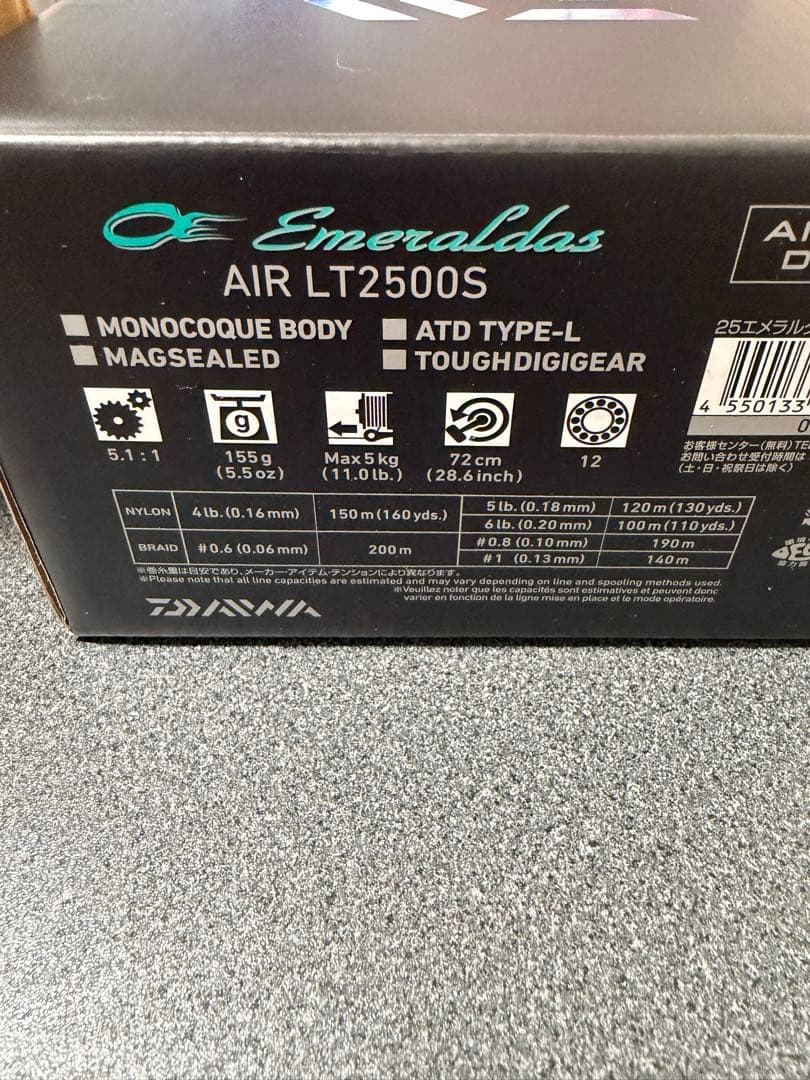 Emeraldas
AIR LT2500S
MONOCOQUE BODY
ATD TYPE-L
MAGSEALED
TOUGHDIGIGEAR
5.1 : 1
g
155g
(5.5oz)
Max5kg
(11.0lb.)
72cm
(28.6inch)
12
NYLON 4lb.(0.16mm) 150m(160yds.) 5lb.(0.18mm) 120m(130yds.)
6lb.(0.20mm) 100m(110yds.)
BRAID #0.6(0.06mm) 200m #0.8(0.10mm) 190m
#1 (0.13mm) 140m
※巻糸量は目安であり、メーカー・アイテム・テンションにより異なります。
※Please note that all line capacities are estimated and may vary depending on line and spooling methods used.
※Veuillez noter que les capacités sont estimatives et peuvent donc
varier en fonction de la ligne mise en place et le mode opératoire.
DAIWA
25エメラル
4 550133
お客様センター(無料)TE
お問い合わせ受付時間は
(土・日・祝祭日は除く)